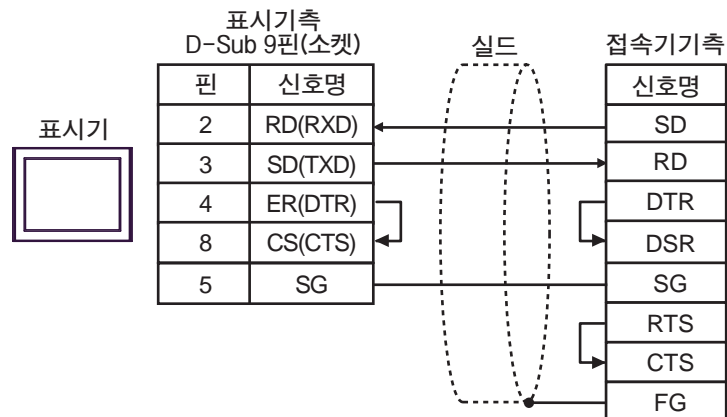 표시기측
D-Sub 9핀(소켓)
실드
접속기기측
표시기
핀 신호명 신호명
2 RD(RXD) SD
3 SD(TXD) RD
4 ER(DTR) DTR
8 CS(CTS) DSR
5 SG SG
RTS
CTS
FG